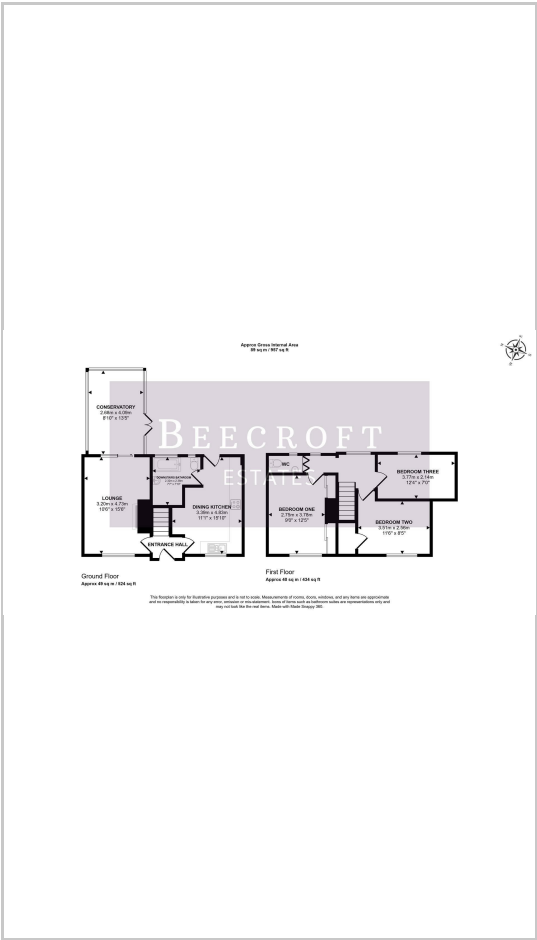 Approx Gross Internal Area
89 sq m / 957 sq ft
CONSERVATORY
2.69m x 4.09m
8'10" x 13'5"
BEECROFT
ESTATES
LOUNGE
3.20m x 4.73m
10'6" x 15'6"
DOWNSTAIRS BATHROOM
DINING KITCHEN
3.39m x 4.83m
11'1" x 15'10"
ENTRANCE HALL
WC
BEDROOM ONE
2.75m x 3.78m
9'0" x 12'5"
BEDROOM THREE
3.77m x 2.14m
12'4" x 7'0"
BEDROOM TWO
3.51m x 2.56m
11'6" x 8'5"
Ground Floor
Approx 49 sq m / 524 sq ft
First Floor
Approx 40 sq m / 434 sq ft
This floorplan is only for illustrative purposes and is not to scale. Measurements of rooms, doors, windows, and any items are approximate
and no responsibility is taken for any error, omission or mis-statement. Icons of items such as bathroom suites are representations only and
may not look like the real items. Made with Made Snappy 360.